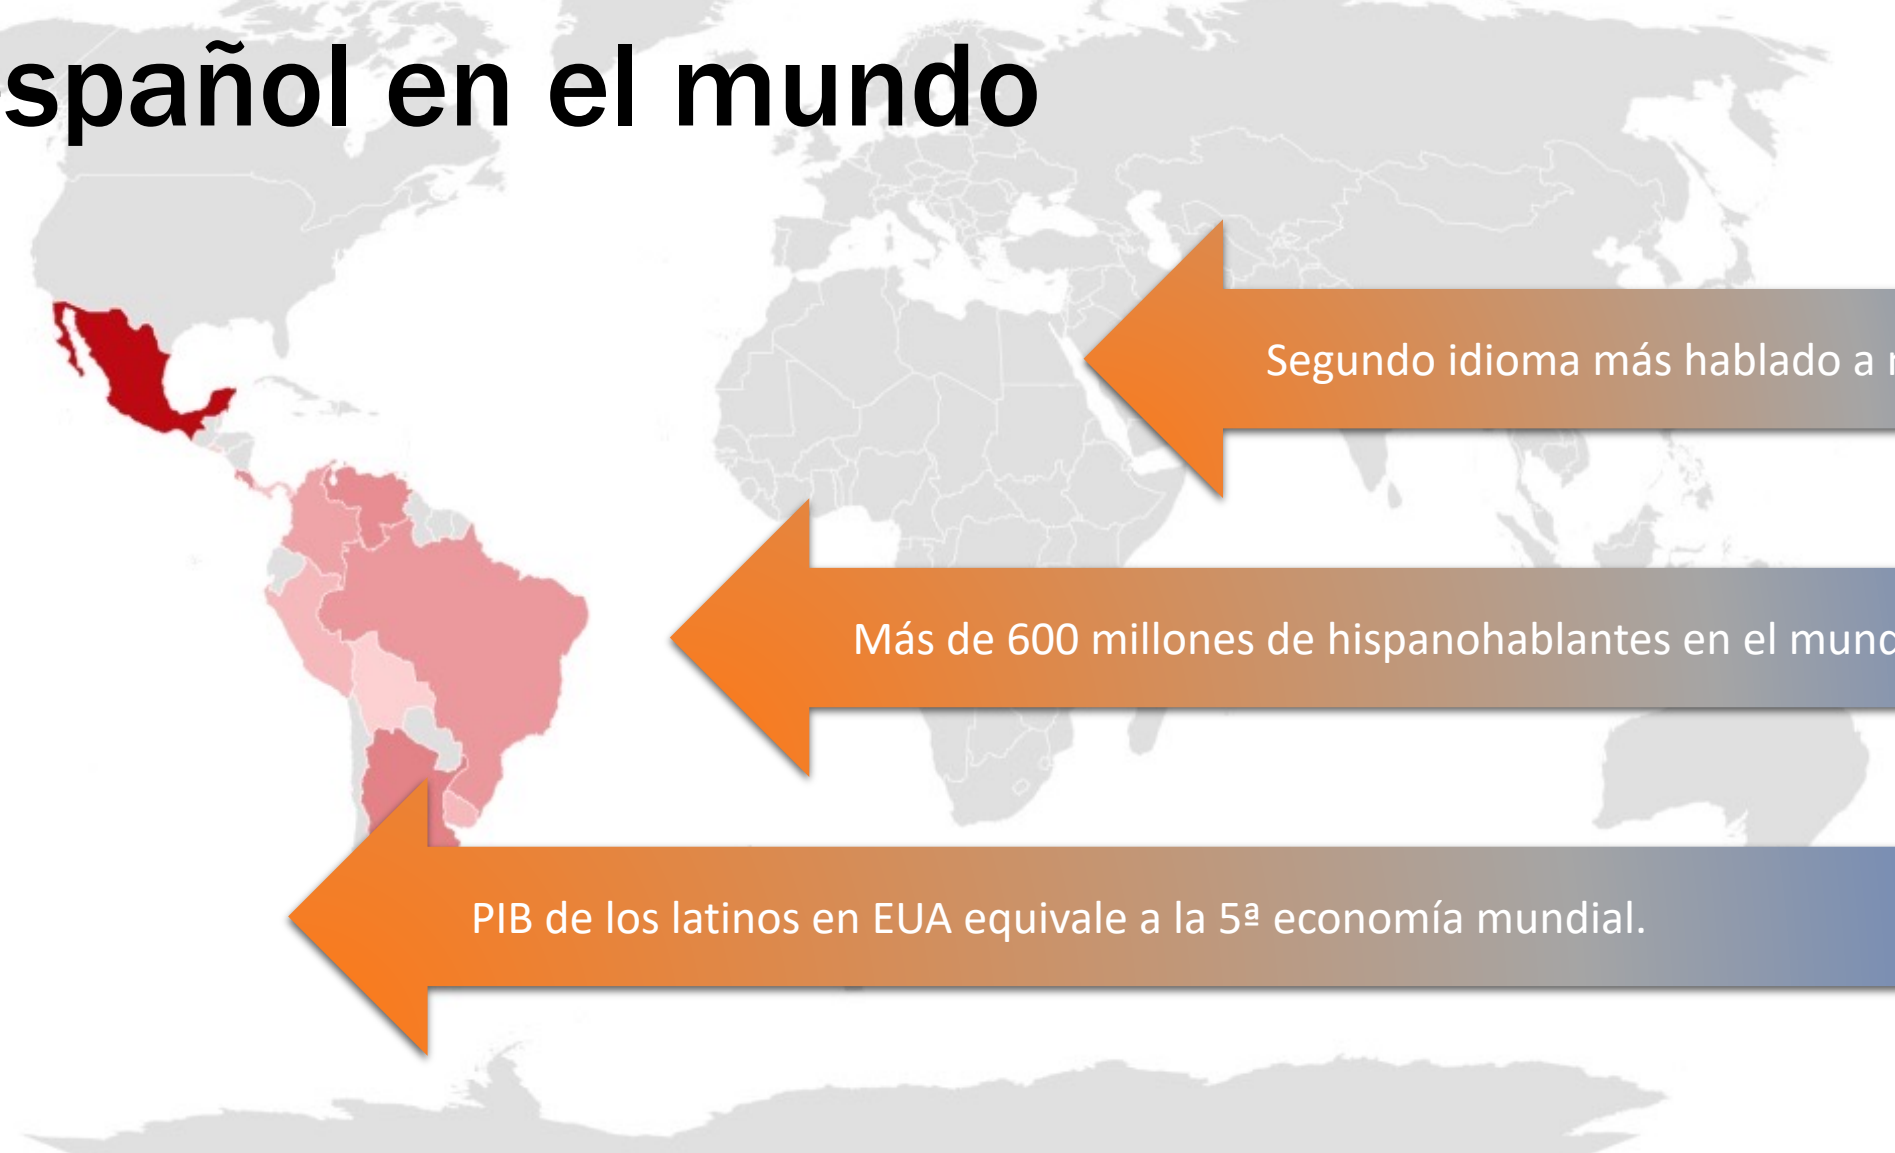 español en el mundo
Segundo idioma más hablado a
Más de 600 millones de hispanohablantes en el mund
PIB de los latinos en EUA equivale a la 5ª economía mundial.